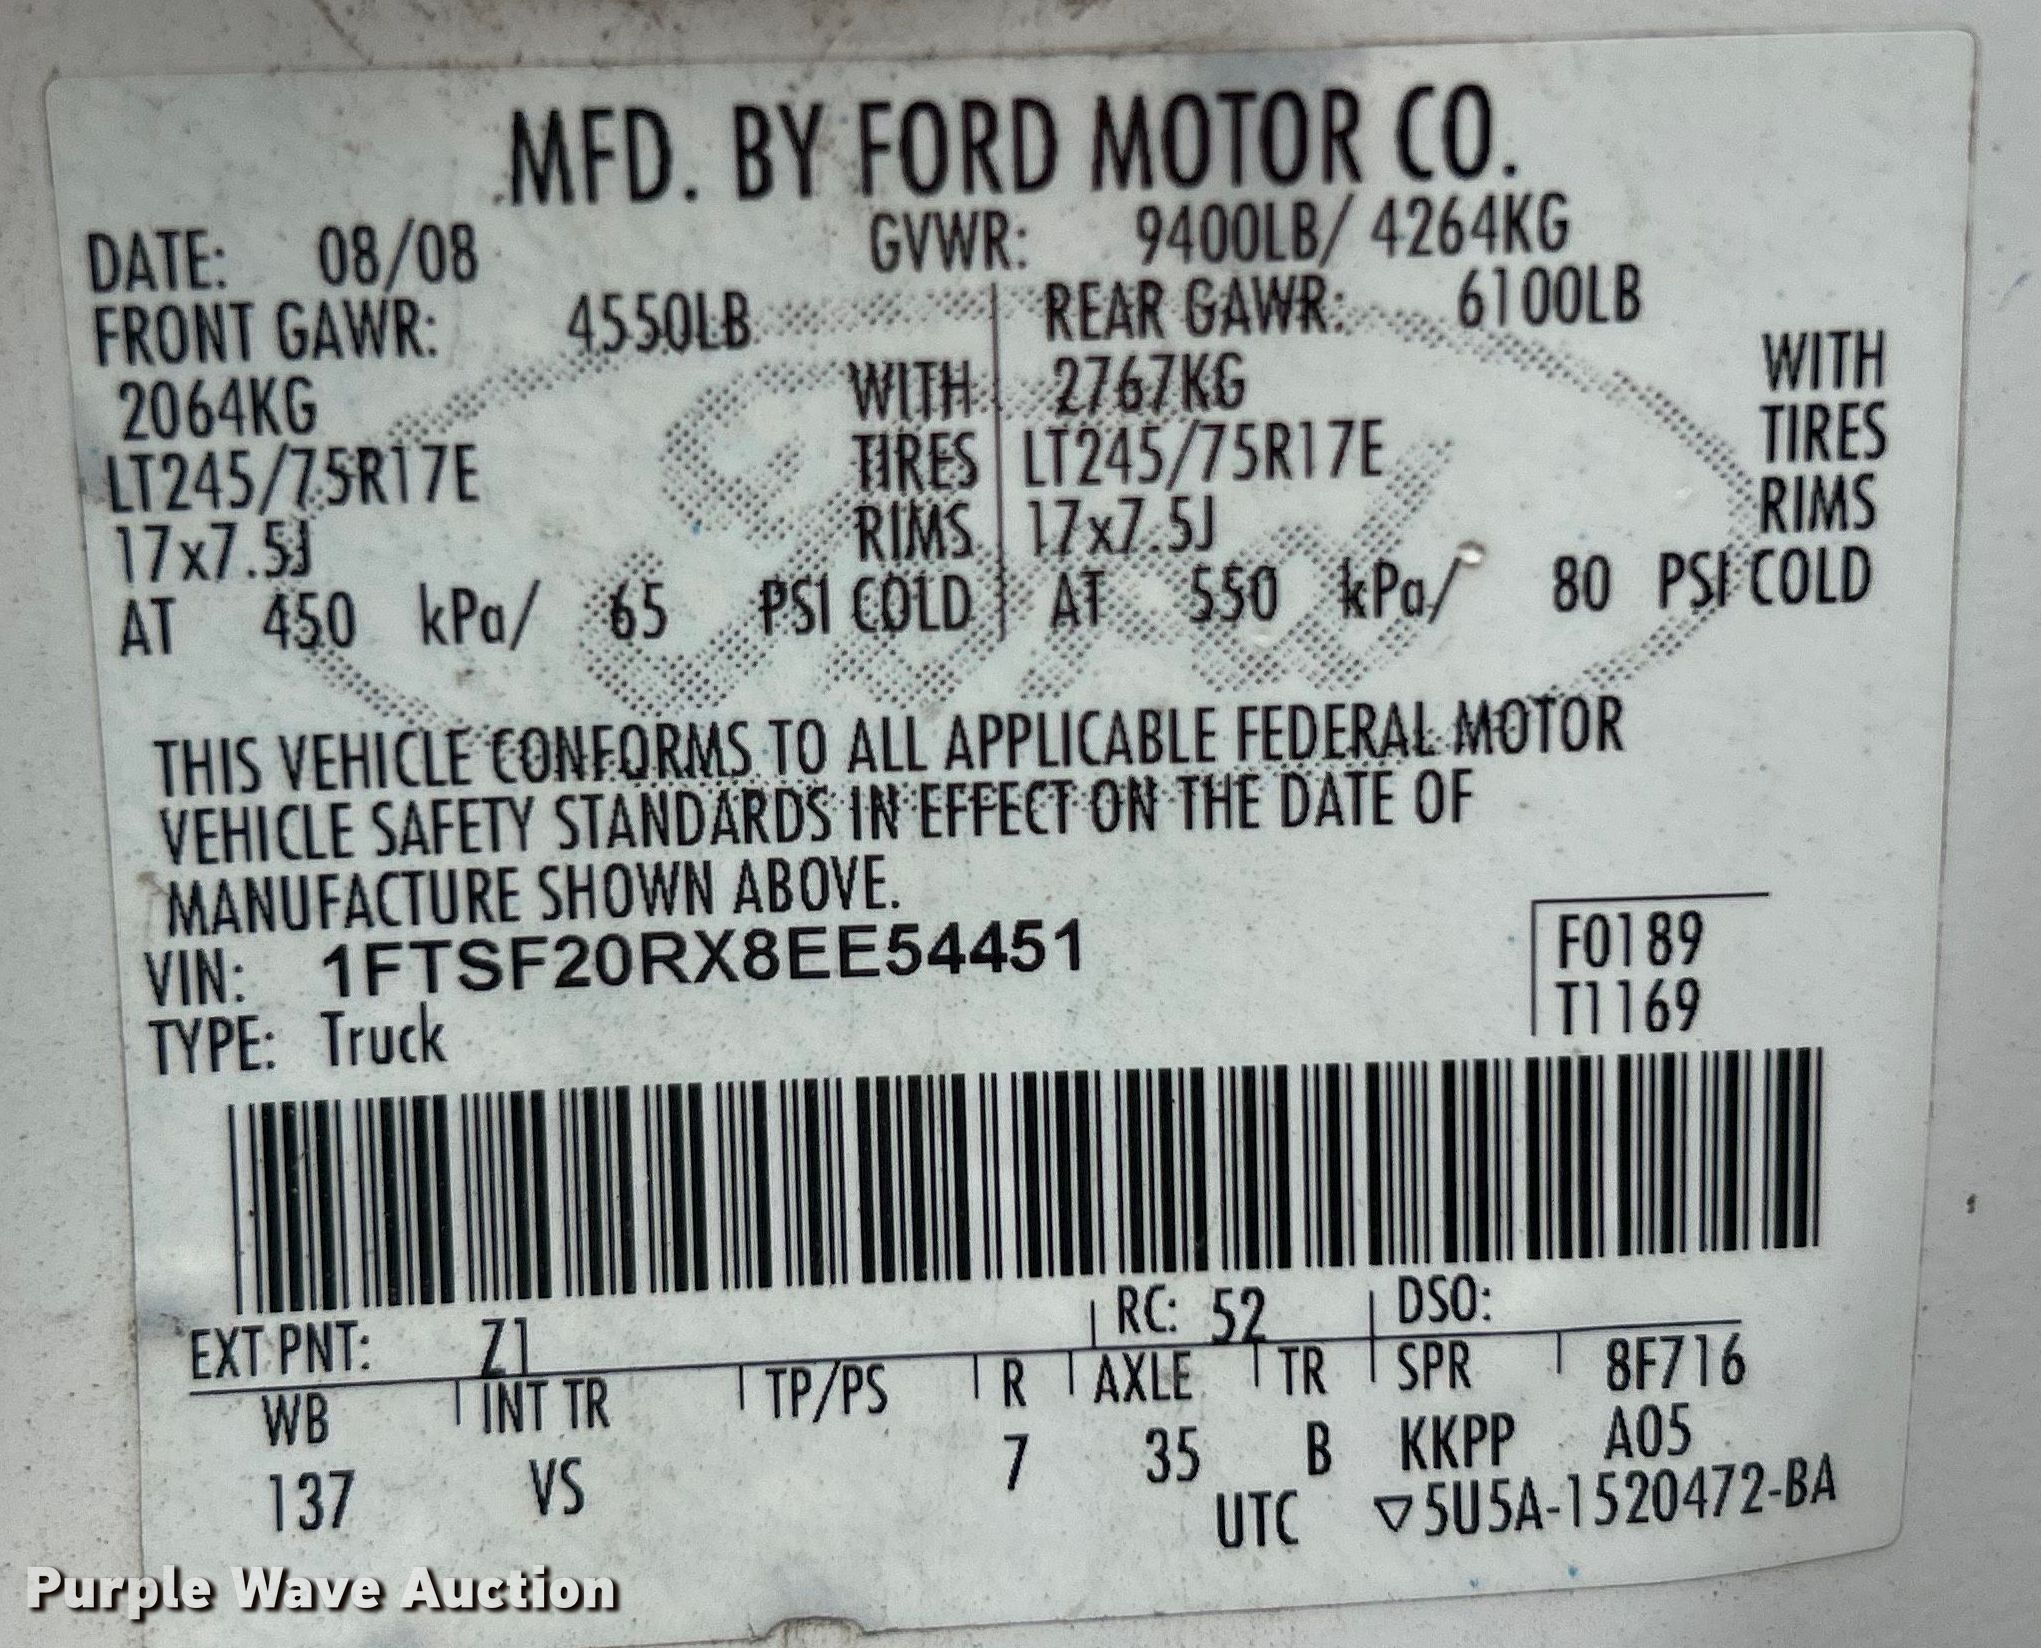 MFD. BY FORD MOTOR CO.
DATE: 08/08 GVWR: 9400LB/ 4264KG
FRONT GAWR: 4550LB REAR GAWR: 6100LB
2064KG WITH 2767KG WITH
LT245/75R17E TIRES LT245/75R17E TIRES
17x7.5J RIMS 17x7.5J RIMS
AT 450 kPa/ 65 PSI COLD AT 550 kPa/ 80 PSI COLD
THIS VEHICLE CONFORMS TO ALL APPLICABLE FEDERAL MOTOR
VEHICLE SAFETY STANDARDS IN EFFECT ON THE DATE OF
MANUFACTURE SHOWN ABOVE.
VIN: 1FTSF20RX8EE54451 F0189
TYPE: Truck T1169
EXT PNT: Z1 RC: 52 DSO:
WB INT TR TP/PS R AXLE TR SPR 8F716
137 VS 7 35 B KKPP A05
UTC ▽5U5A-1520472-BA
Purple Wave Auction